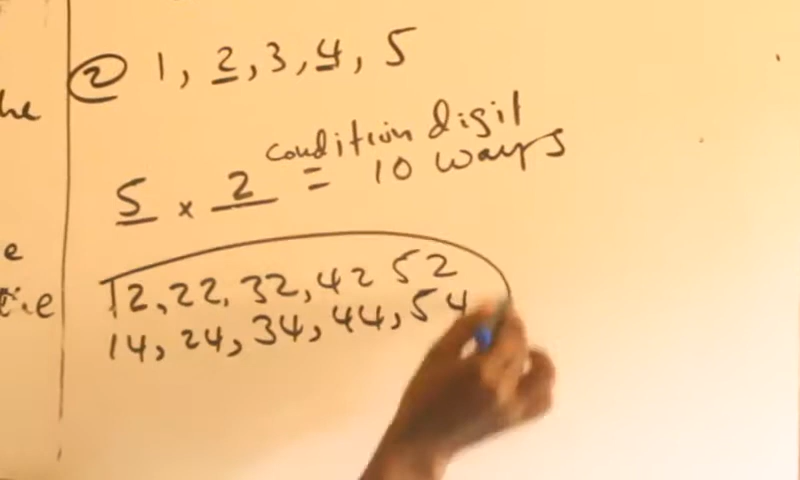 he
e
i.e
② 1, 2, 3, 4, 5
condition digit
5 x 2 = 10 ways
12, 22, 32, 42 52
14, 24, 34, 44, 54